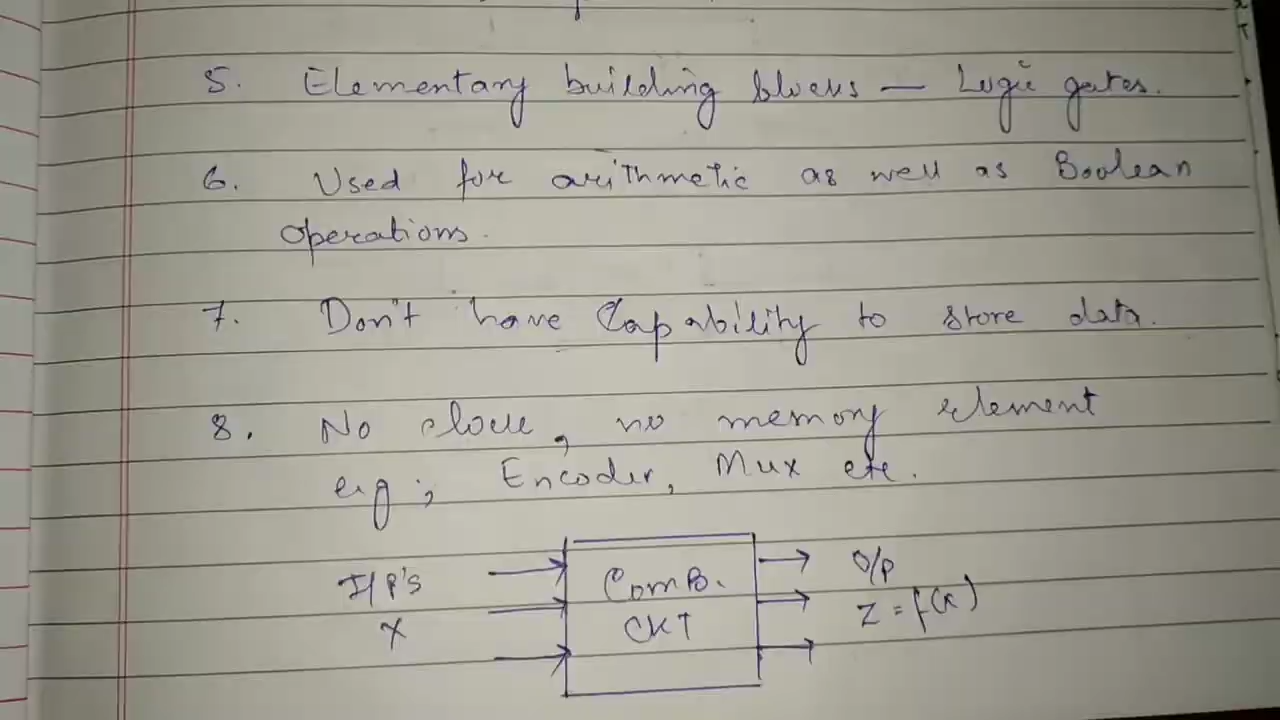 5. Elementary building blocks — Logic gates.
6. Used for arithmetic as well as Boolean
operations.
7. Don't have Capability to store data.
8. No clock, no memory element
e.g; Encoder, Mux etc.
I/P's
X
Comb.
CKT
O/P
Z = f(x)